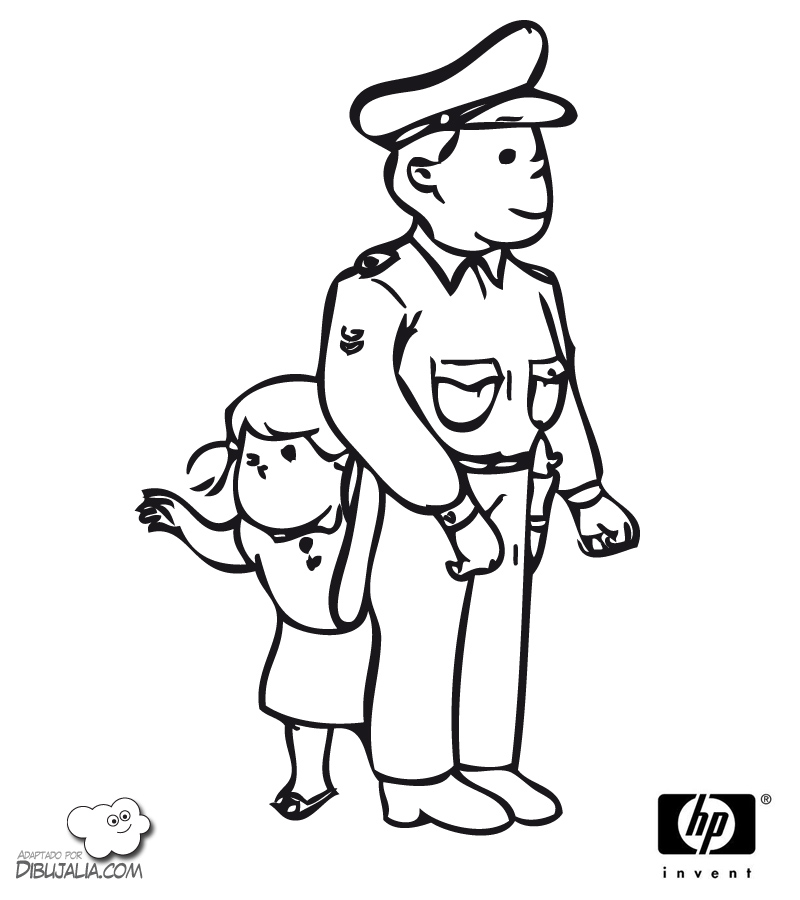 ADAPTADO POR
DIBUJALIA.COM
hp®
invent